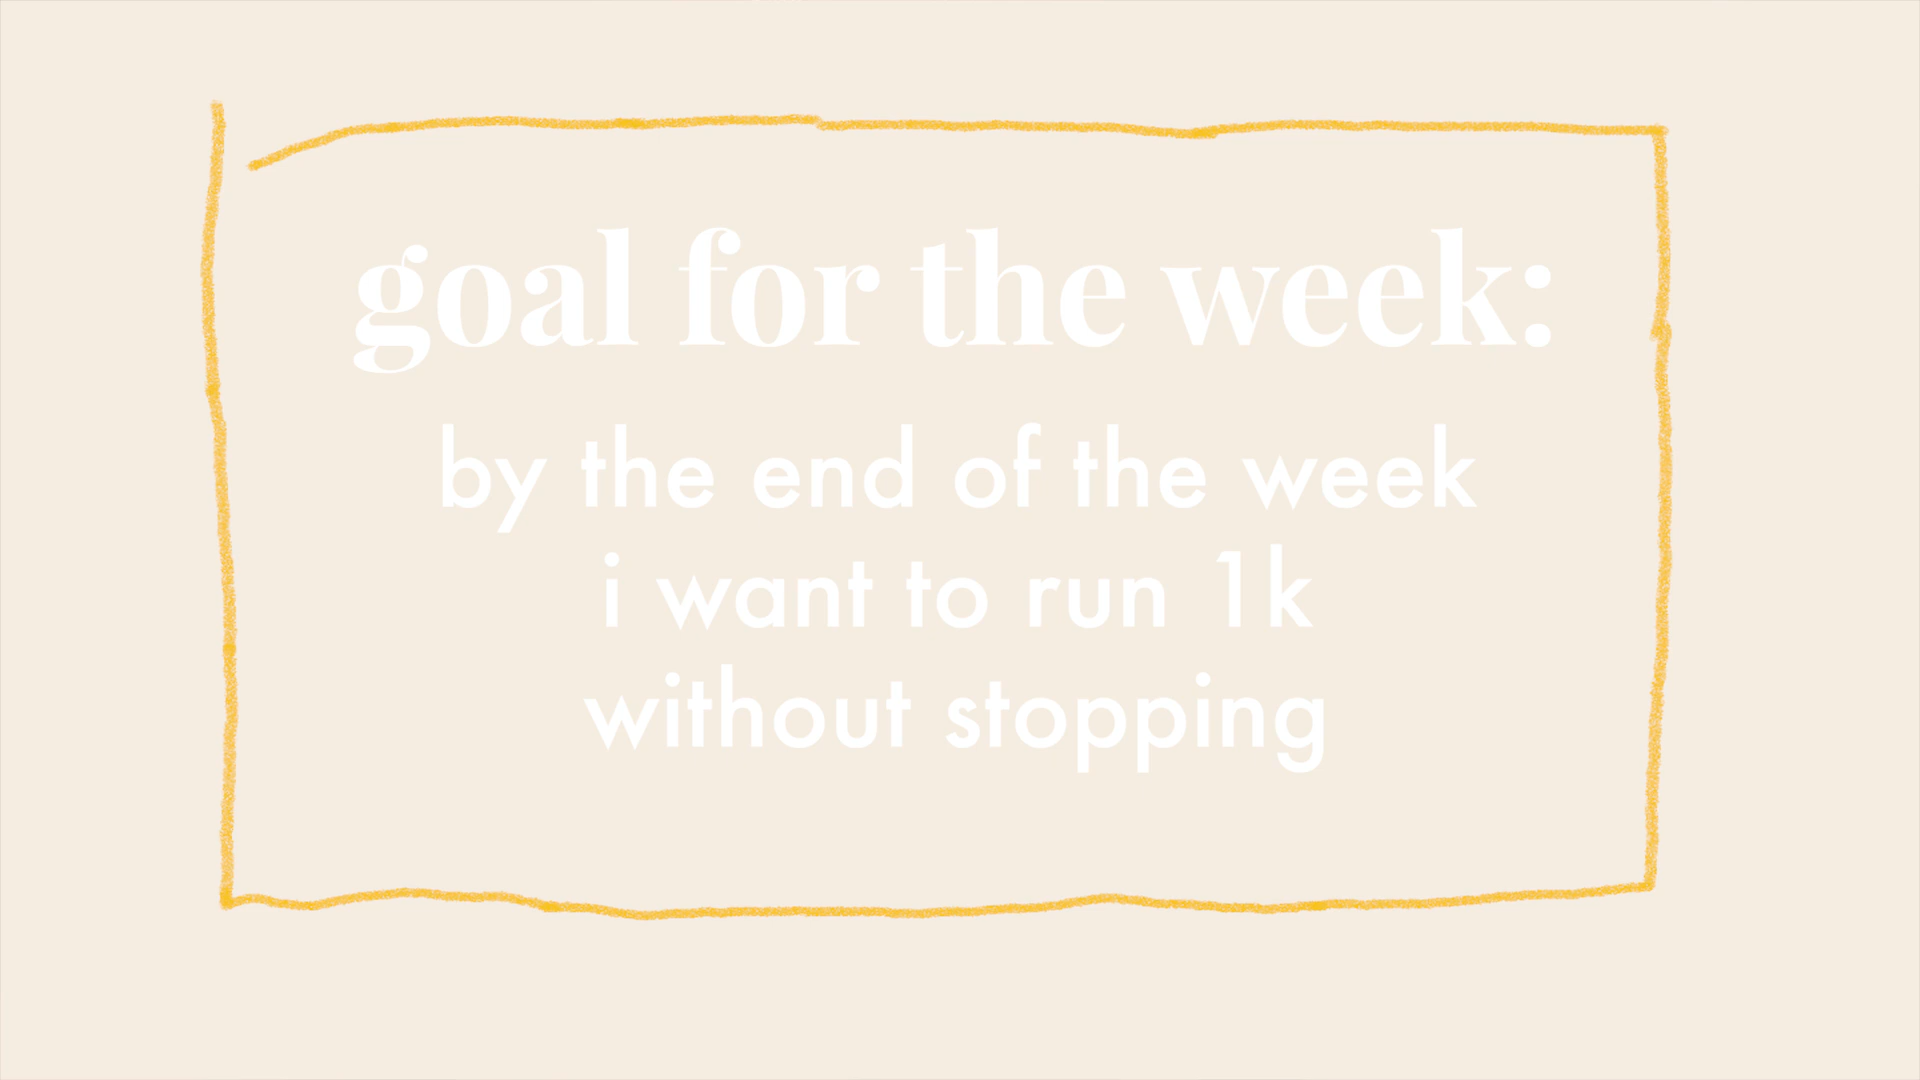 goal for the week:
by the end of the week
i want to run 1k
without stopping